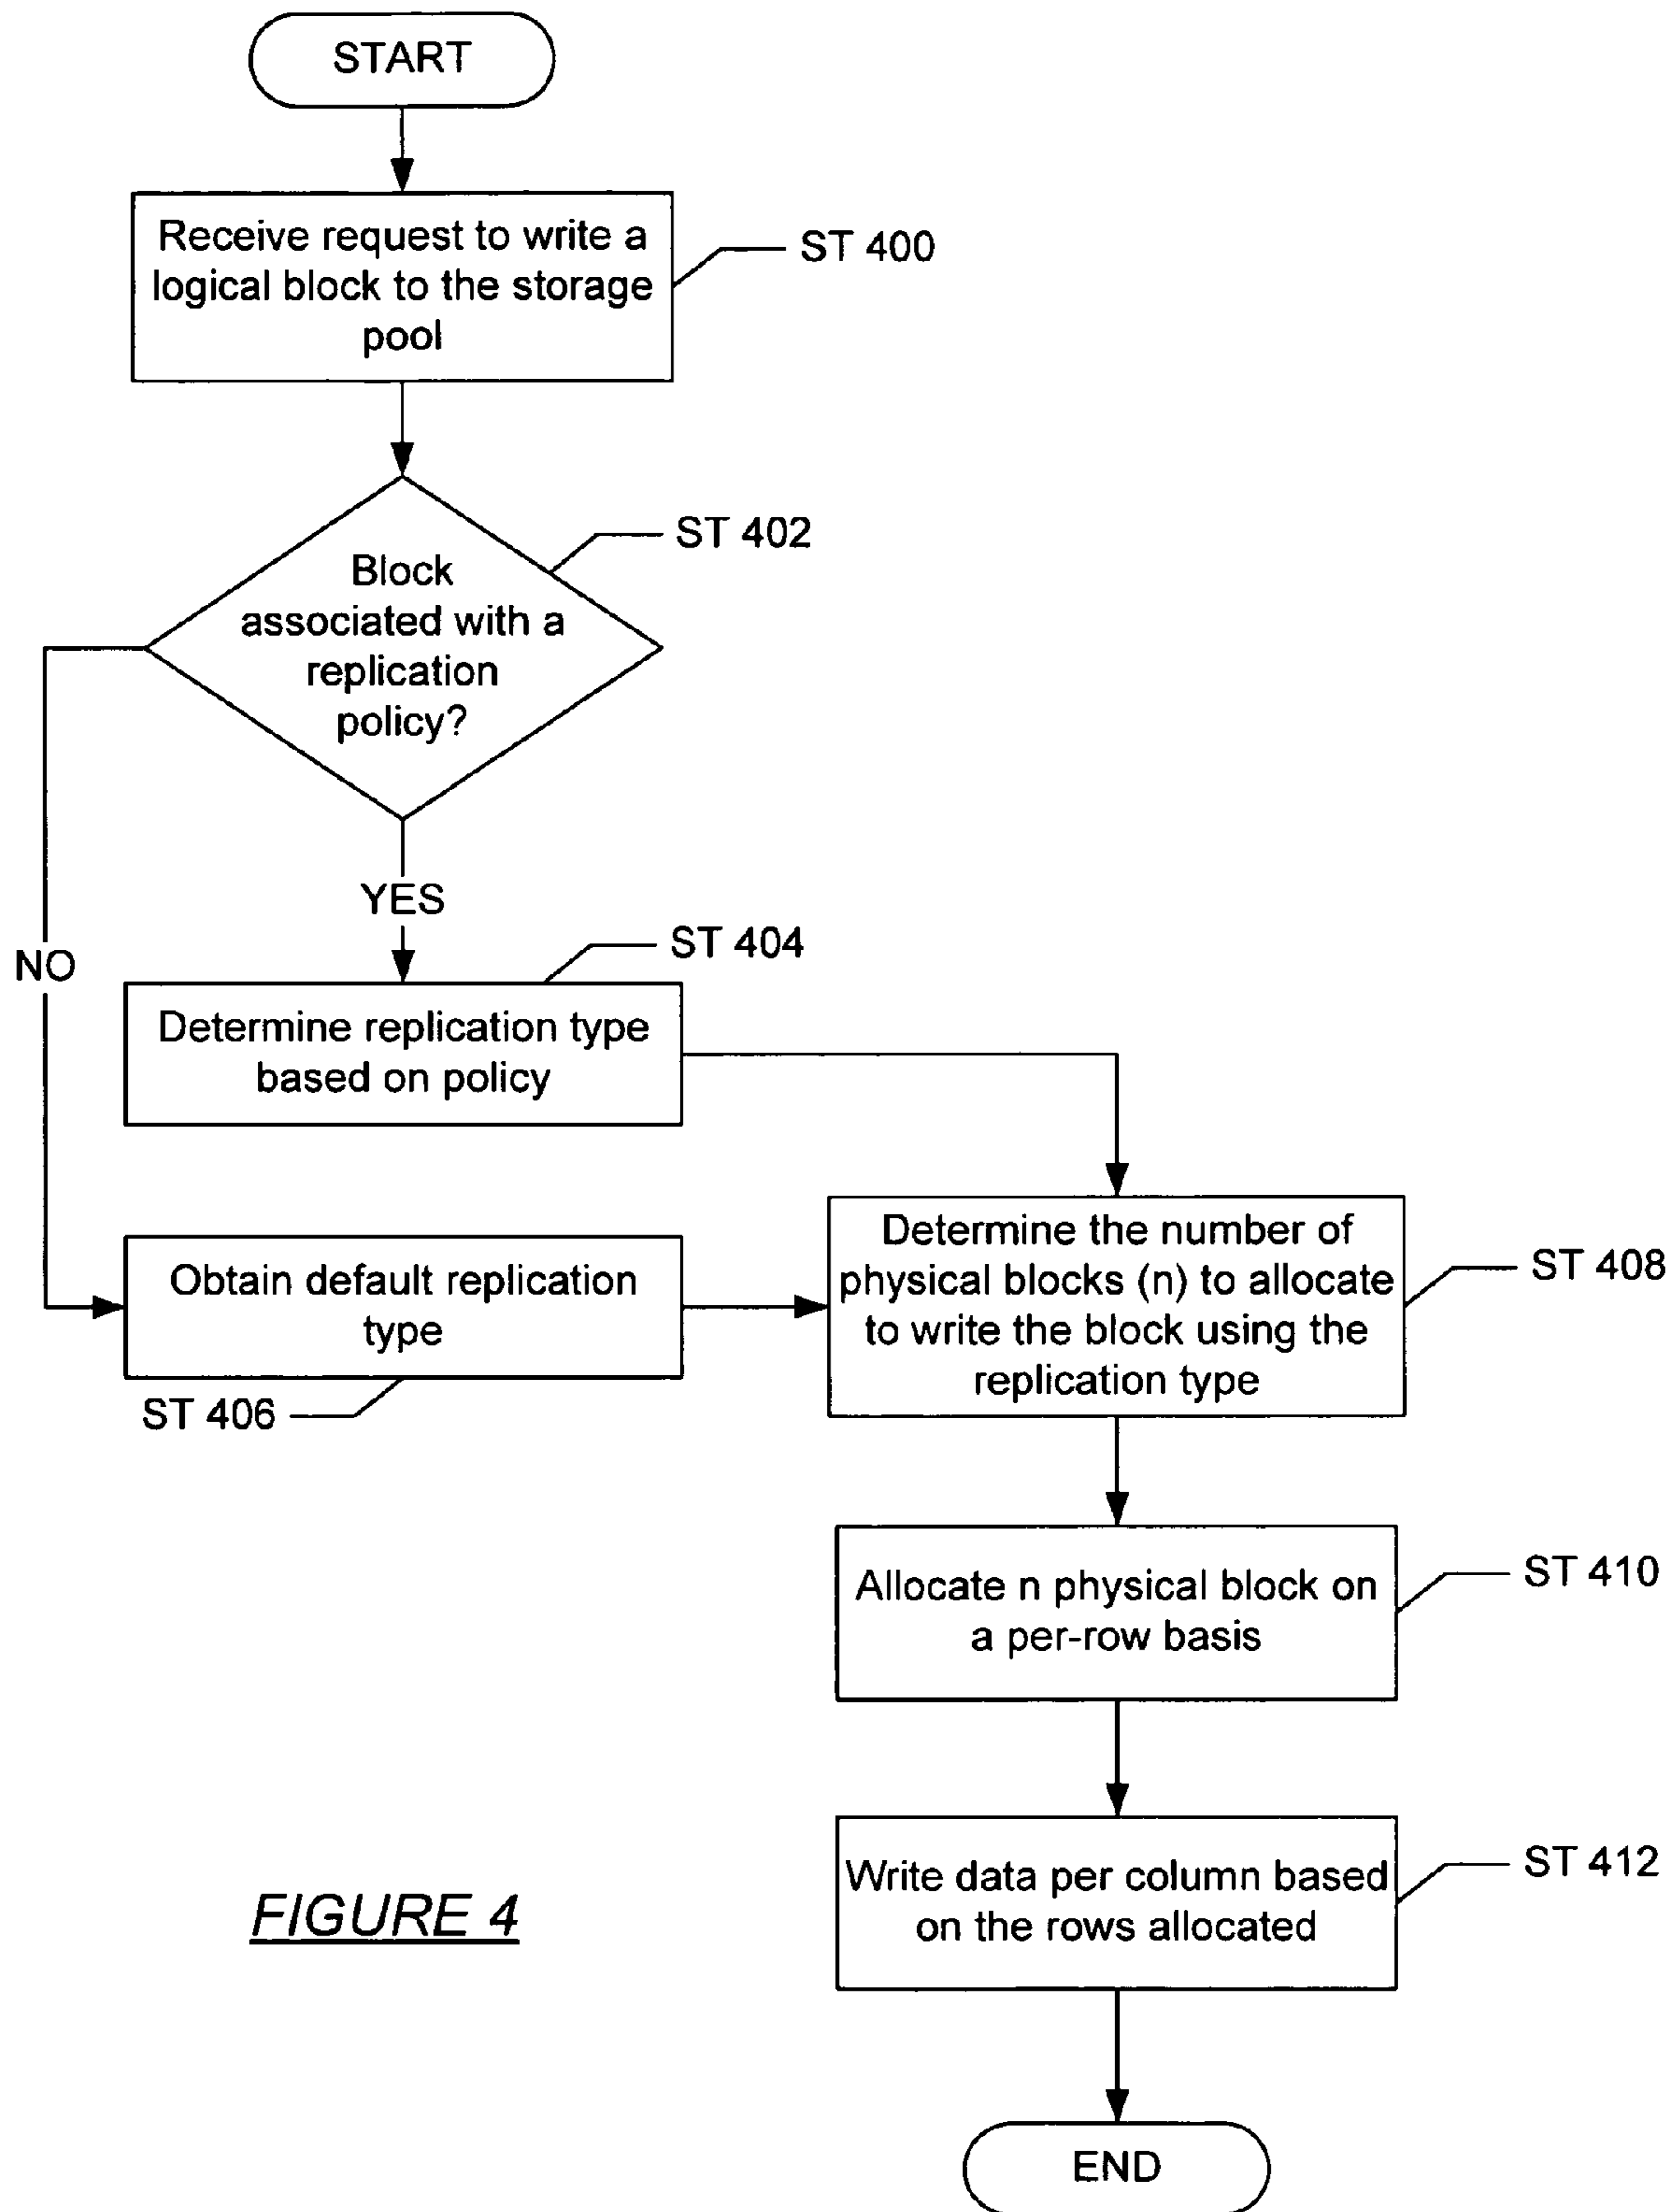 START
Receive request to write a
logical block to the storage
pool
ST 400
Block
associated with a
replication
policy?
ST 402
YES
NO
Determine replication type
based on policy
ST 404
Obtain default replication
type
ST 406
Determine the number of
physical blocks (n) to allocate
to write the block using the
replication type
ST 408
Allocate n physical block on
a per-row basis
ST 410
Write data per column based
on the rows allocated
ST 412
END
FIGURE 4